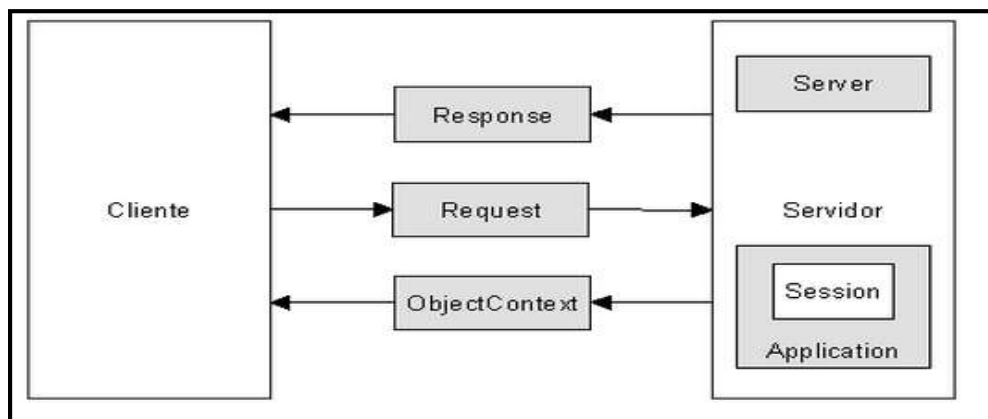 Cliente
Response
Request
ObjectContext
Server
Servidor
Session
Application